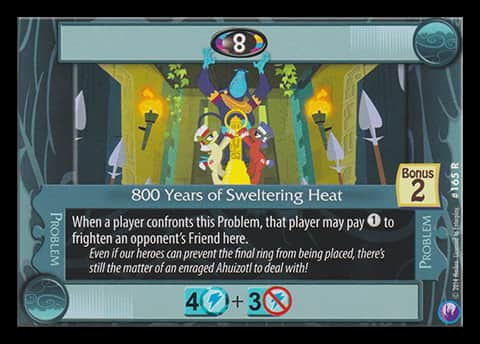 8
800 Years of Sweltering Heat
Bonus
2
#165 R
PROBLEM
When a player confronts this Problem, that player may pay 1 to
frighten an opponent's Friend here.
Even if our heroes can prevent the final ring from being placed, there's
still the matter of an enraged Ahuizotl to deal with!
PROBLEM
4 + 3